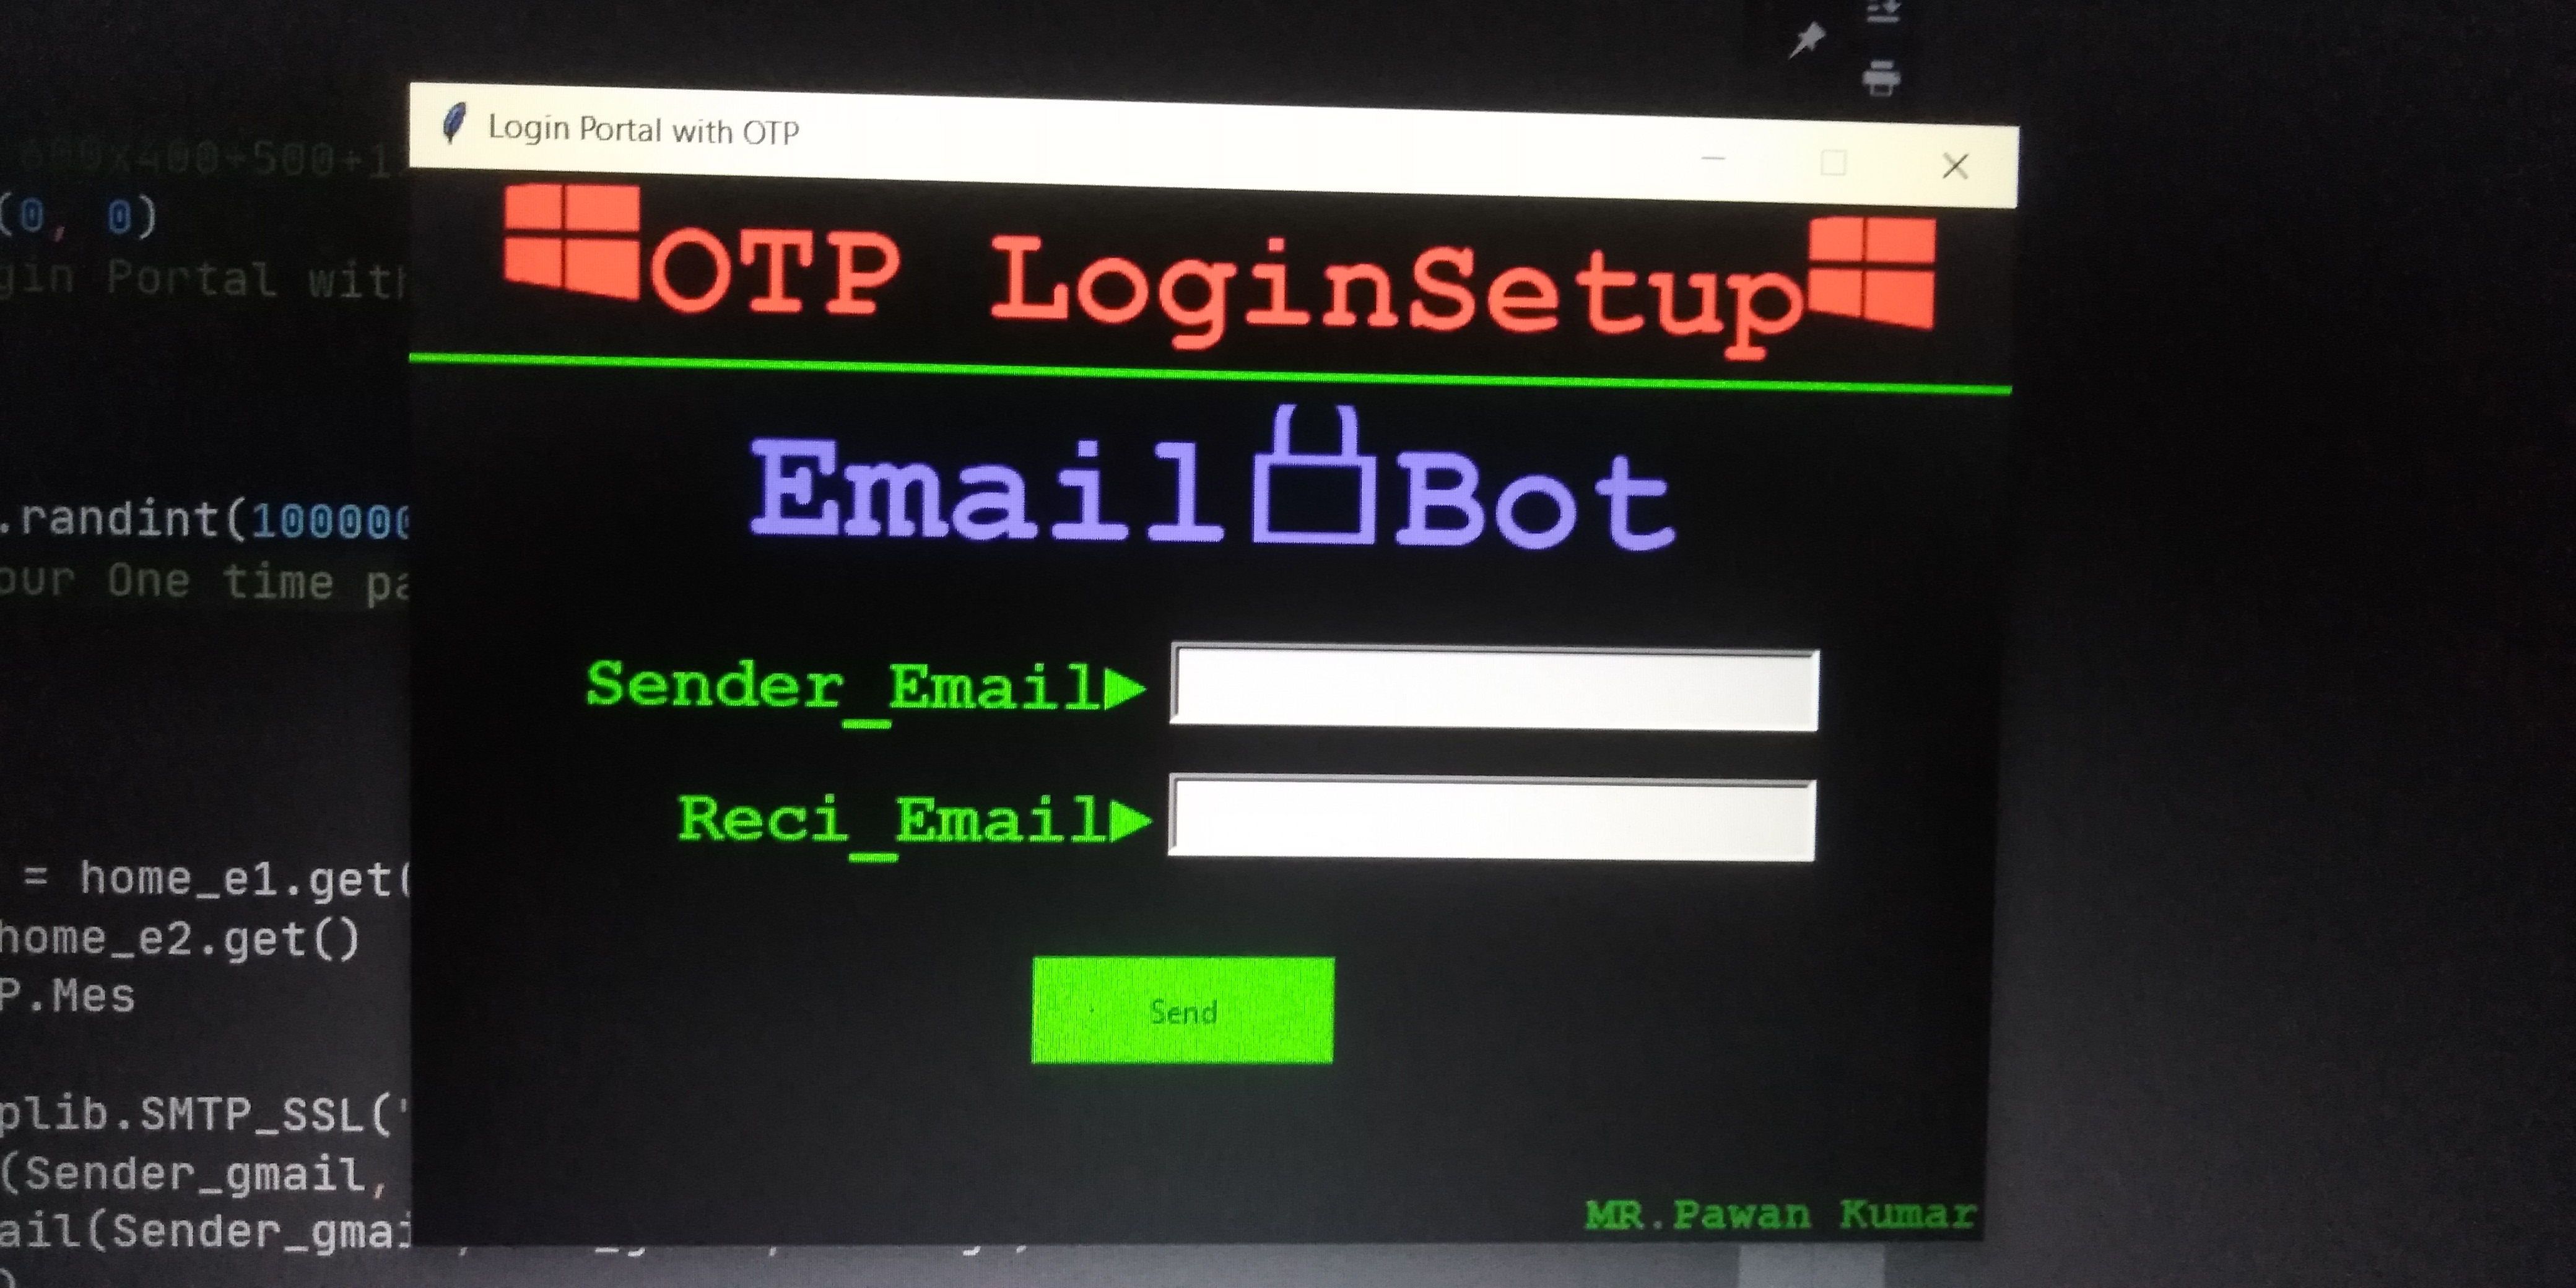 Login Portal with OTP
600x400+500+1
(0, 0)
gin Portal with
OTP LoginSetup
Email Bot
.randint(100000
our One time pa
Sender_Email▶
Reci_Email▶
= home_e1.get(
home_e2.get()
P.Mes
Send
plib.SMTP_SSL('
(Sender_gmail,
ail(Sender_gmai
MR.Pawan Kumar